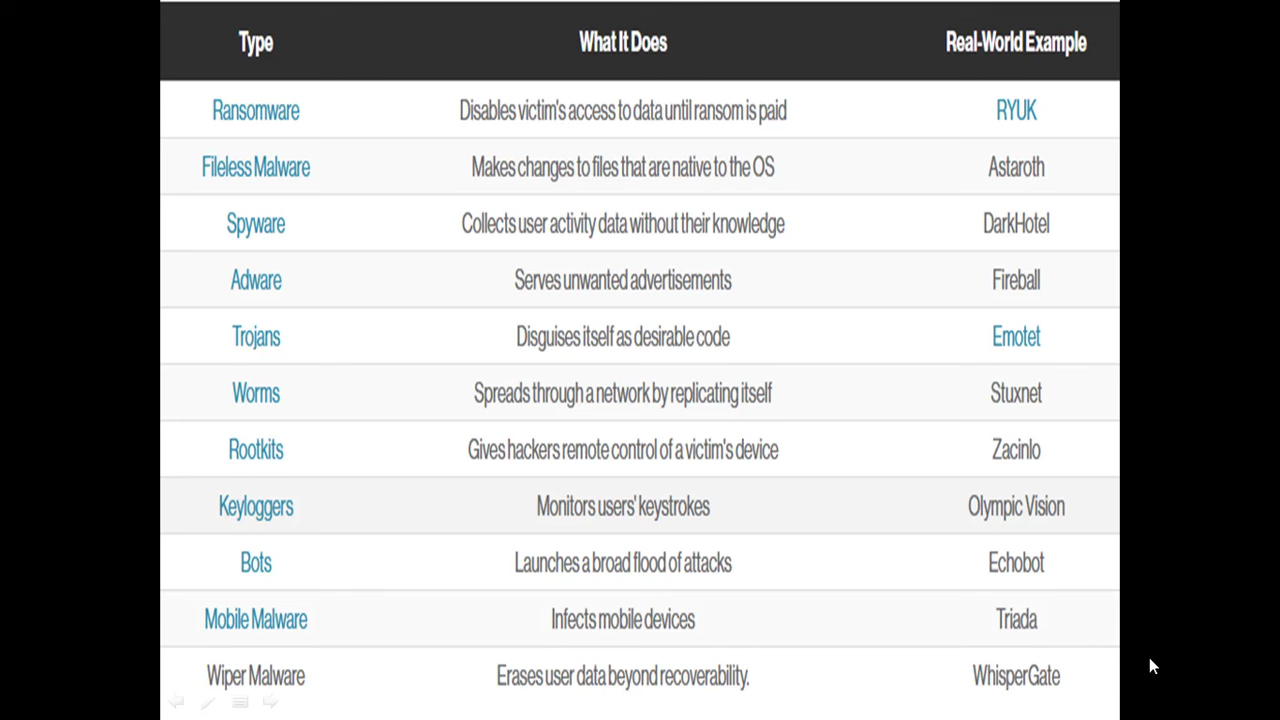 Type What It Does Real-World Example
Ransomware Disables victim's access to data until ransom is paid RYUK
Fileless Malware Makes changes to files that are native to the OS Astaroth
Spyware Collects user activity data without their knowledge DarkHotel
Adware Serves unwanted advertisements Fireball
Trojans Disguises itself as desirable code Emotet
Worms Spreads through a network by replicating itself Stuxnet
Rootkits Gives hackers remote control of a victim's device Zacinlo
Keyloggers Monitors users' keystrokes Olympic Vision
Bots Launches a broad flood of attacks Echobot
Mobile Malware Infects mobile devices Triada
Wiper Malware Erases user data beyond recoverability. WhisperGate